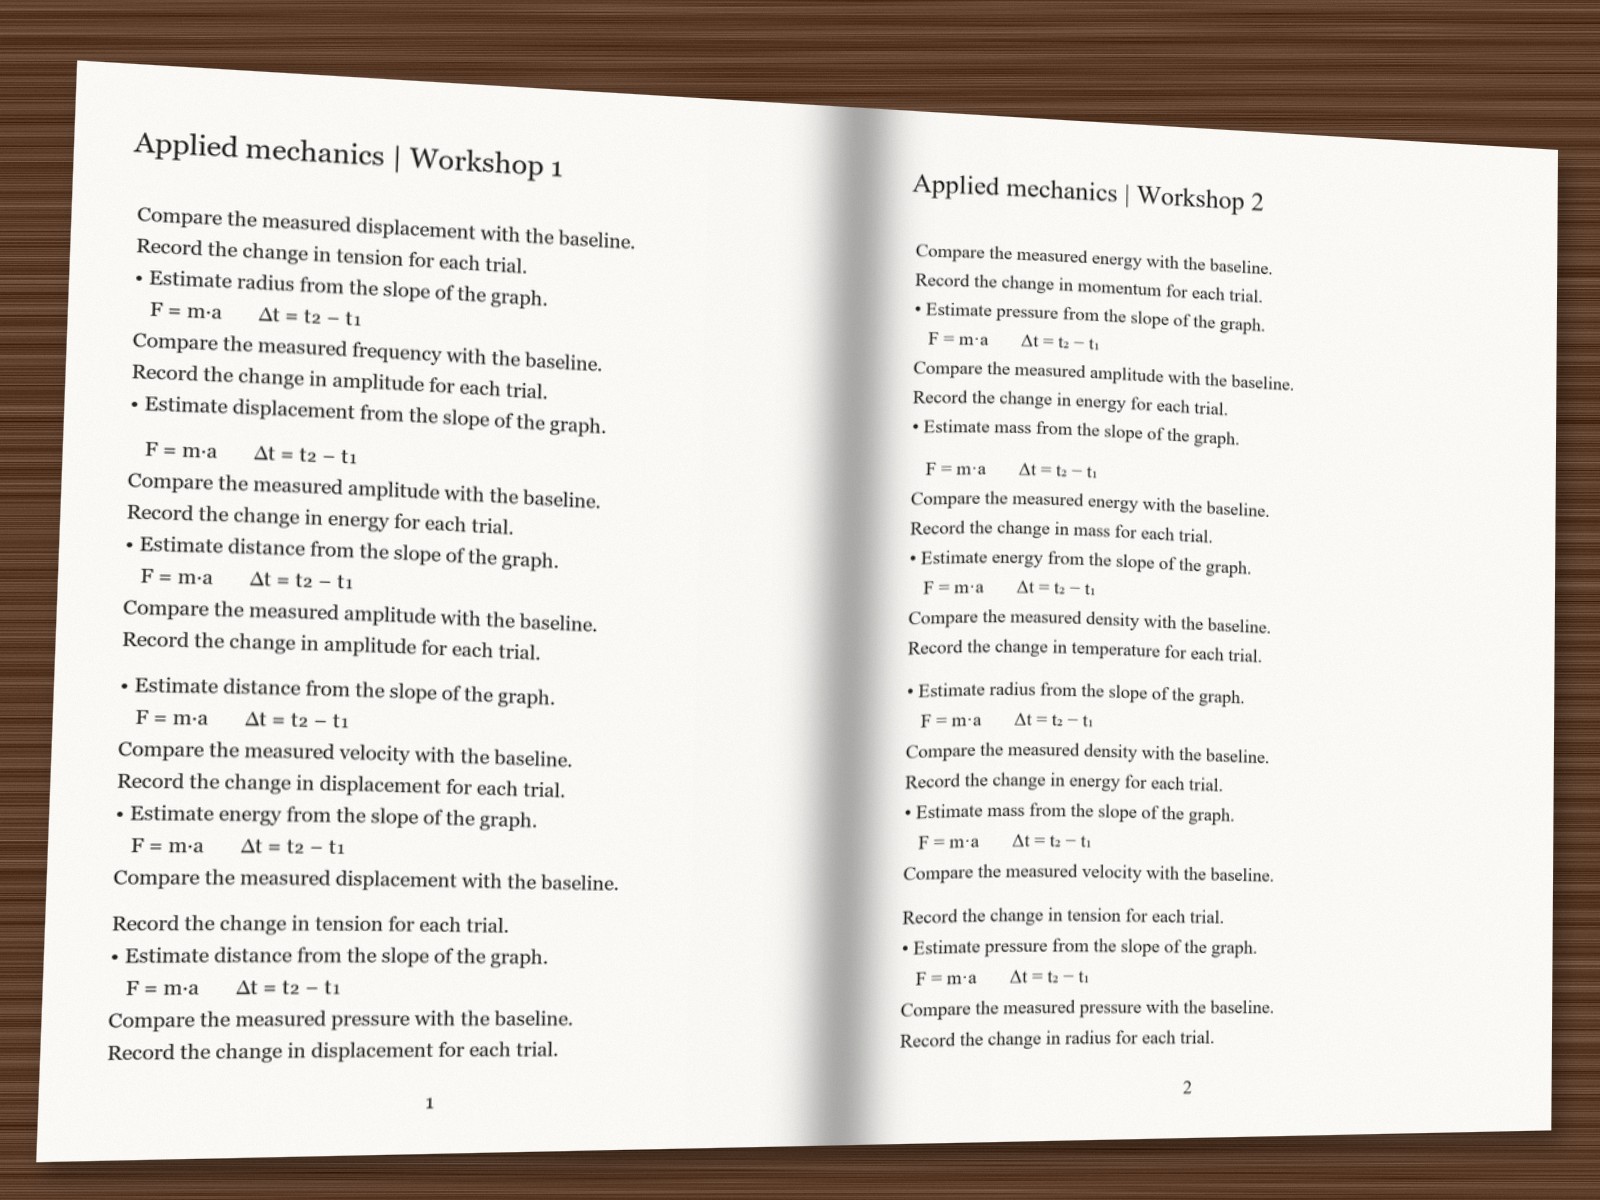 Applied mechanics | Workshop 1
Compare the measured displacement with the baseline.
Record the change in tension for each trial.
• Estimate radius from the slope of the graph.
F = m·a Δt = t₂ − t₁
Compare the measured frequency with the baseline.
Record the change in amplitude for each trial.
• Estimate displacement from the slope of the graph.
F = m·a Δt = t₂ − t₁
Compare the measured amplitude with the baseline.
Record the change in energy for each trial.
• Estimate distance from the slope of the graph.
F = m·a Δt = t₂ − t₁
Compare the measured amplitude with the baseline.
Record the change in amplitude for each trial.
• Estimate distance from the slope of the graph.
F = m·a Δt = t₂ − t₁
Compare the measured velocity with the baseline.
Record the change in displacement for each trial.
• Estimate energy from the slope of the graph.
F = m·a Δt = t₂ − t₁
Compare the measured displacement with the baseline.
Record the change in tension for each trial.
• Estimate distance from the slope of the graph.
F = m·a Δt = t₂ − t₁
Compare the measured pressure with the baseline.
Record the change in displacement for each trial.
1
Applied mechanics | Workshop 2
Compare the measured energy with the baseline.
Record the change in momentum for each trial.
• Estimate pressure from the slope of the graph.
F = m·a Δt = t₂ − t₁
Compare the measured amplitude with the baseline.
Record the change in energy for each trial.
• Estimate mass from the slope of the graph.
F = m·a Δt = t₂ − t₁
Compare the measured energy with the baseline.
Record the change in mass for each trial.
• Estimate energy from the slope of the graph.
F = m·a Δt = t₂ − t₁
Compare the measured density with the baseline.
Record the change in temperature for each trial.
• Estimate radius from the slope of the graph.
F = m·a Δt = t₂ − t₁
Compare the measured density with the baseline.
Record the change in energy for each trial.
• Estimate mass from the slope of the graph.
F = m·a Δt = t₂ − t₁
Compare the measured velocity with the baseline.
Record the change in tension for each trial.
• Estimate pressure from the slope of the graph.
F = m·a Δt = t₂ − t₁
Compare the measured pressure with the baseline.
Record the change in radius for each trial.
2